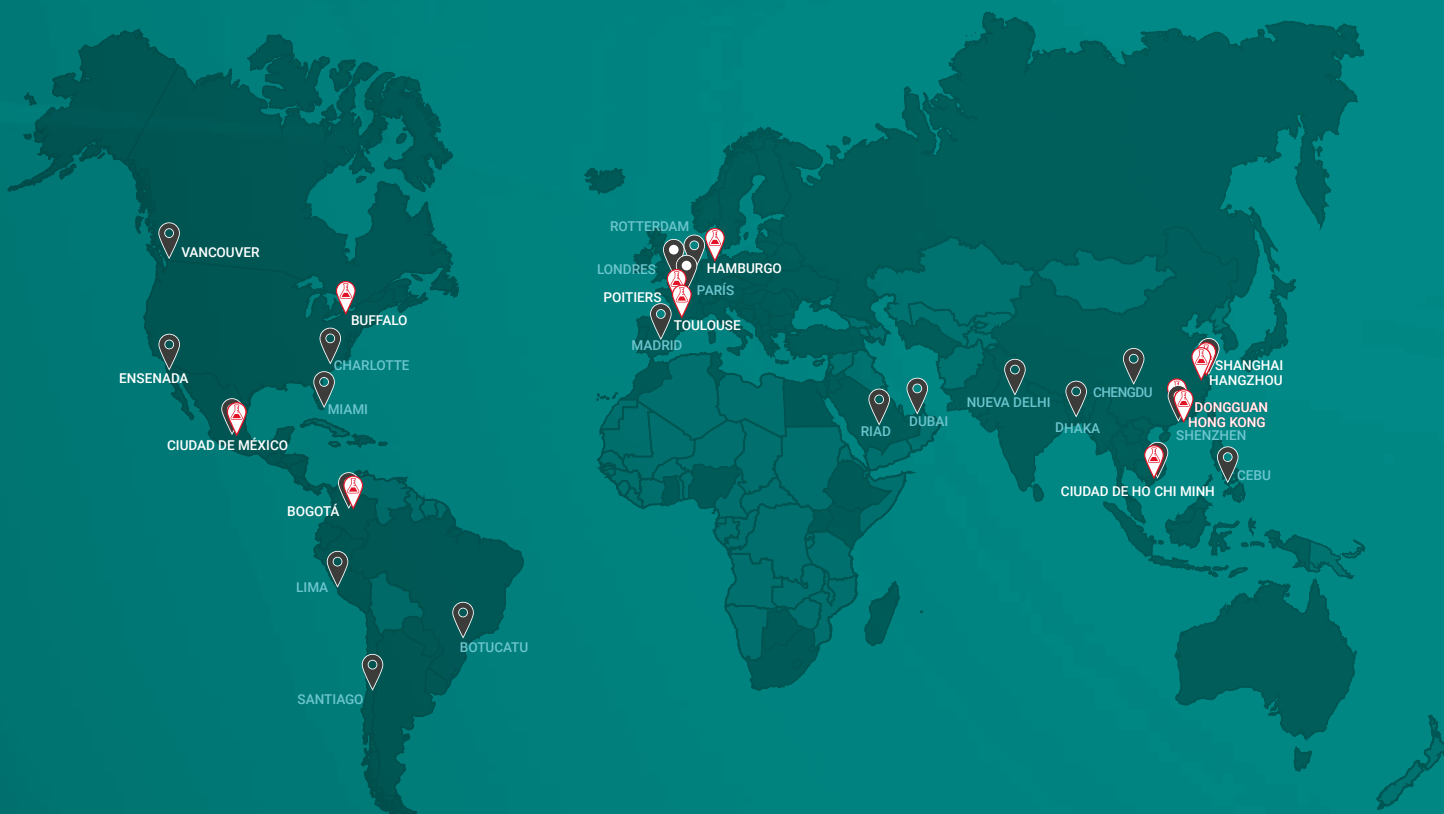 VANCOUVER
BUFFALO
ENSENADA
CHARLOTTE
MIAMI
CIUDAD DE MÉXICO
BOGOTÁ
LIMA
BOTUCATU
SANTIAGO
ROTTERDAM
LONDRES
HAMBURGO
POITIERS
PARÍS
TOULOUSE
MADRID
RIAD
DUBAI
NUEVA DELHI
DHAKA
CHENGDU
SHANGHAI
HANGZHOU
DONGGUAN
HONG KONG
SHENZHEN
CEBU
CIUDAD DE HO CHI MINH